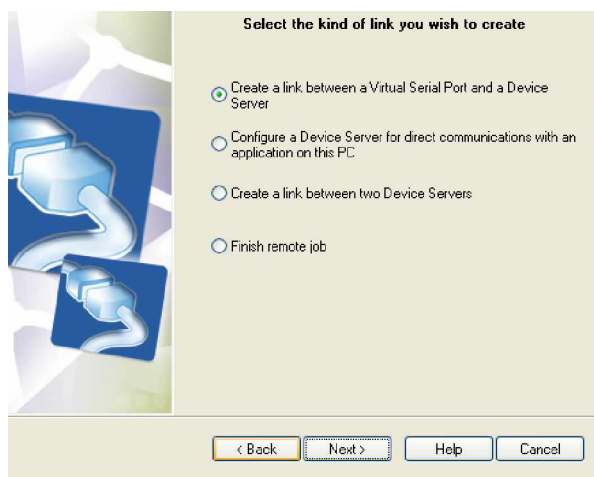 Select the kind of link you wish to create
Create a link between a Virtual Serial Port and a Device
Server
Configure a Device Server for direct communications with an
application on this PC
Create a link between two Device Servers
Finish remote job
< Back
Next >
Help
Cancel